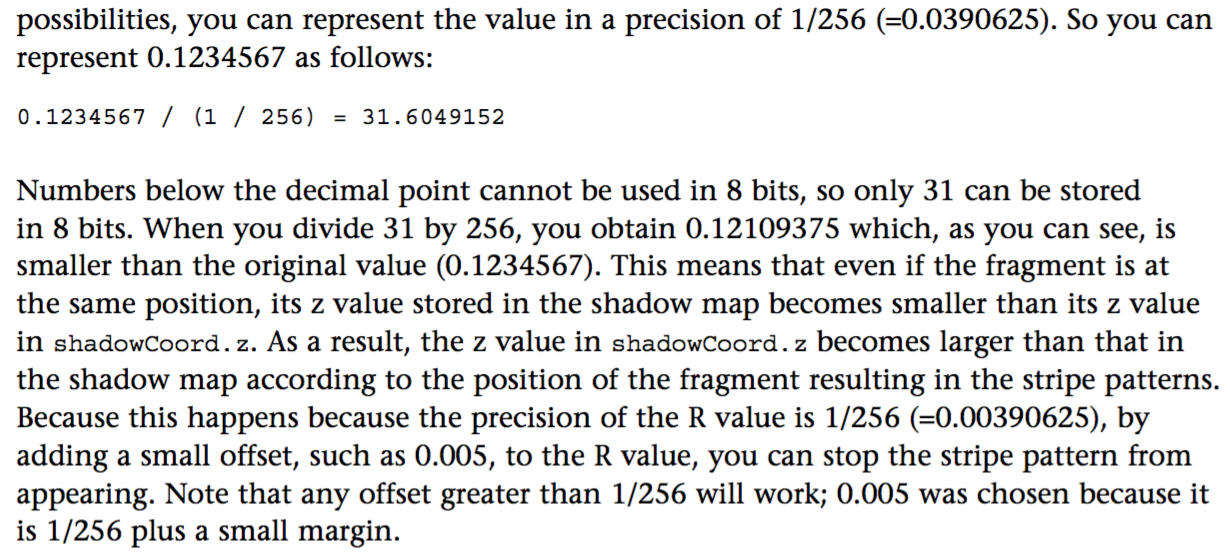 possibilities, you can represent the value in a precision of 1/256 (=0.0390625). So you can
represent 0.1234567 as follows:
0.1234567 / (1 / 256) = 31.6049152
Numbers below the decimal point cannot be used in 8 bits, so only 31 can be stored
in 8 bits. When you divide 31 by 256, you obtain 0.12109375 which, as you can see, is
smaller than the original value (0.1234567). This means that even if the fragment is at
the same position, its z value stored in the shadow map becomes smaller than its z value
in shadowCoord.z. As a result, the z value in shadowCoord.z becomes larger than that in
the shadow map according to the position of the fragment resulting in the stripe patterns.
Because this happens because the precision of the R value is 1/256 (=0.00390625), by
adding a small offset, such as 0.005, to the R value, you can stop the stripe pattern from
appearing. Note that any offset greater than 1/256 will work; 0.005 was chosen because it
is 1/256 plus a small margin.